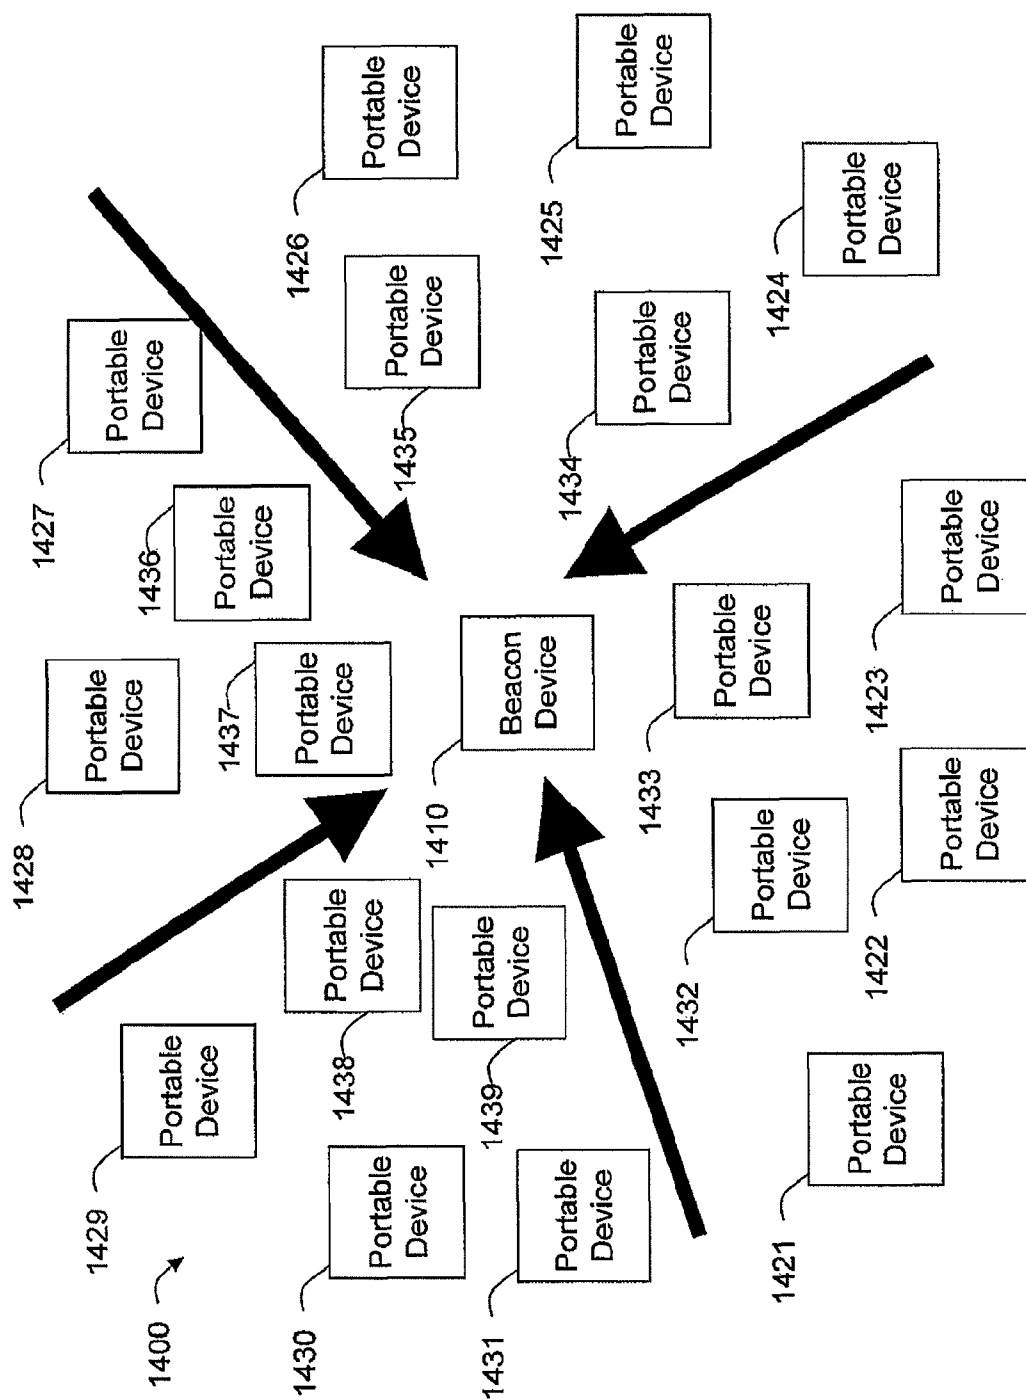 1400
1429
Portable
Device
1428
Portable
Device
1427
Portable
Device
1436
Portable
Device
1437
Portable
Device
1426
Portable
Device
1430
Portable
Device
1438
Portable
Device
1435
Portable
Device
1410
Beacon
Device
1439
Portable
Device
1431
Portable
Device
1425
Portable
Device
1434
Portable
Device
1433
Portable
Device
1432
Portable
Device
1424
Portable
Device
1421
Portable
Device
1422
Portable
Device
1423
Portable
Device